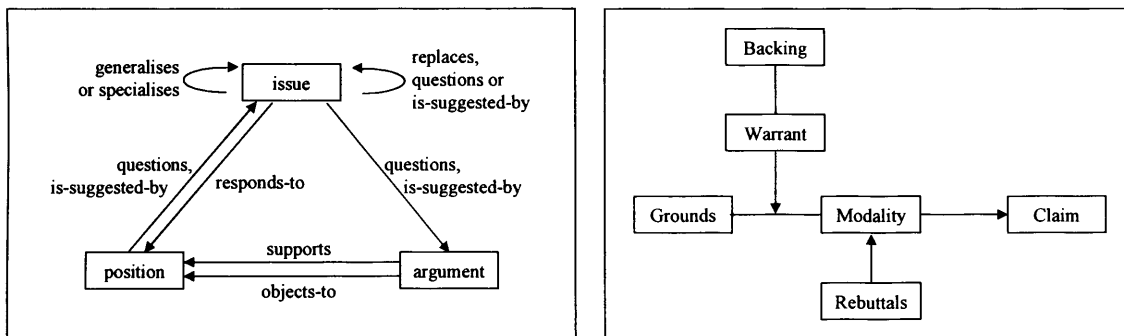 generalises
or specialises
issue
replaces,
questions or
is-suggested-by
questions,
is-suggested-by
responds-to
questions,
is-suggested-by
position
supports
objects-to
argument
Backing
Warrant
Grounds
Modality
Claim
Rebuttals